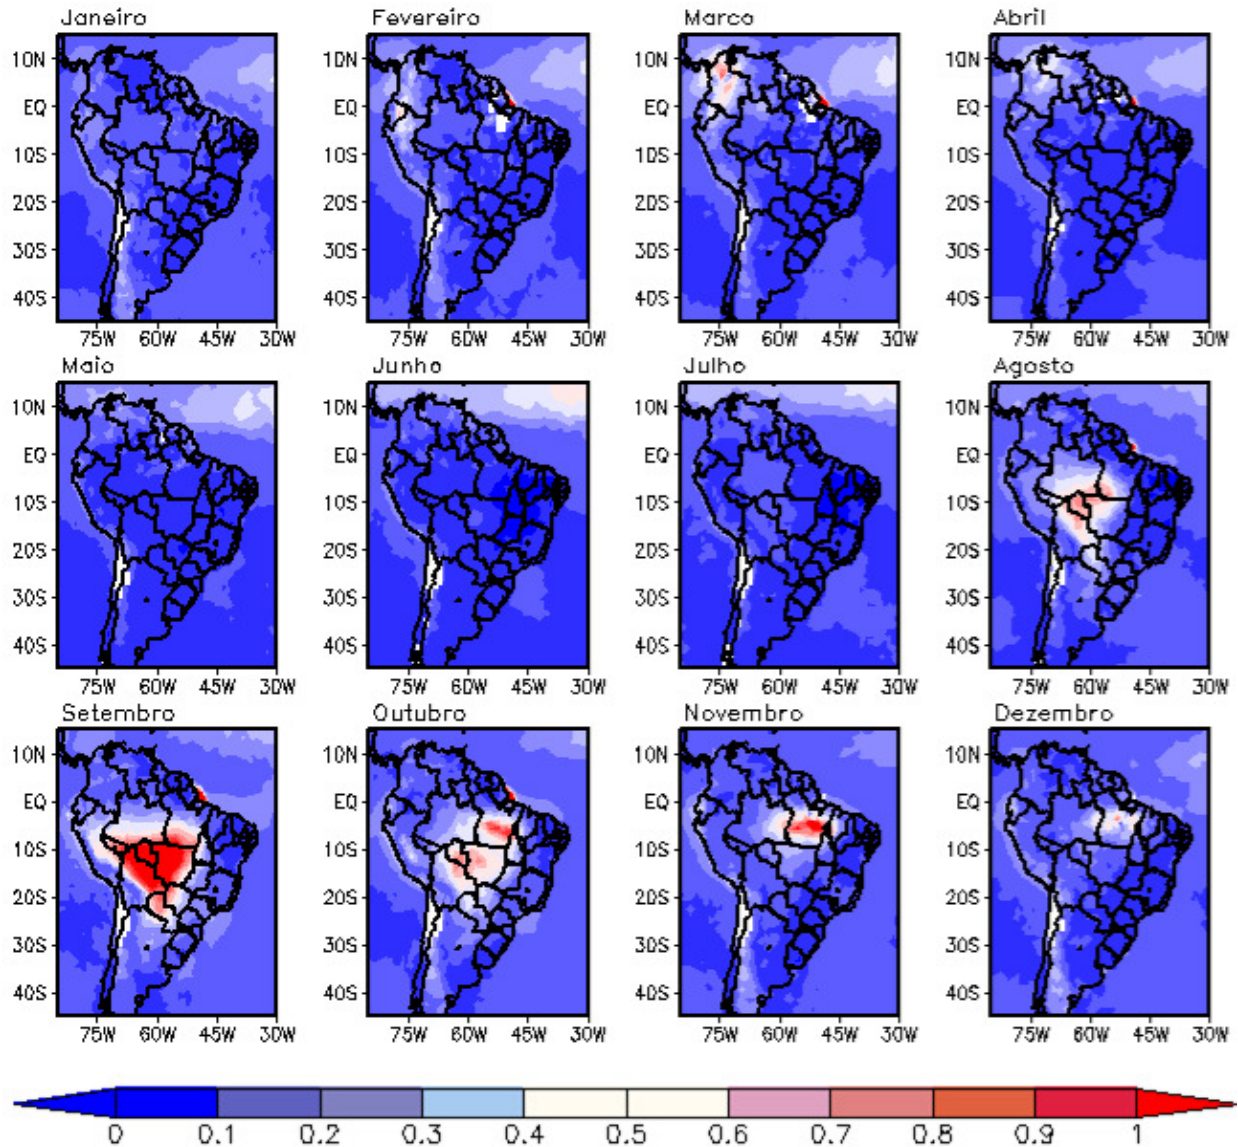 Janeiro Fevereiro Marco Abril
10N 10N 10N 10N
EQ EQ EQ EQ
10S 10S 10S 10S
20S 20S 20S 20S
30S 30S 30S 30S
40S 40S 40S 40S
75W 60W 45W 30W 75W 60W 45W 30W 75W 60W 45W 30W 75W 60W 45W 30W
Maio Junho Julho Agosto
10N 10N 10N 10N
EQ EQ EQ EQ
10S 10S 10S 10S
20S 20S 20S 20S
30S 30S 30S 30S
40S 40S 40S 40S
75W 60W 45W 30W 75W 60W 45W 30W 75W 60W 45W 30W 75W 60W 45W 30W
Setembro Outubro Novembro Dezembro
10N 10N 10N 10N
EQ EQ EQ EQ
10S 10S 10S 10S
20S 20S 20S 20S
30S 30S 30S 30S
40S 40S 40S 40S
75W 60W 45W 30W 75W 60W 45W 30W 75W 60W 45W 30W 75W 60W 45W 30W
0 0.1 0.2 0.3 0.4 0.5 0.6 0.7 0.8 0.9 1